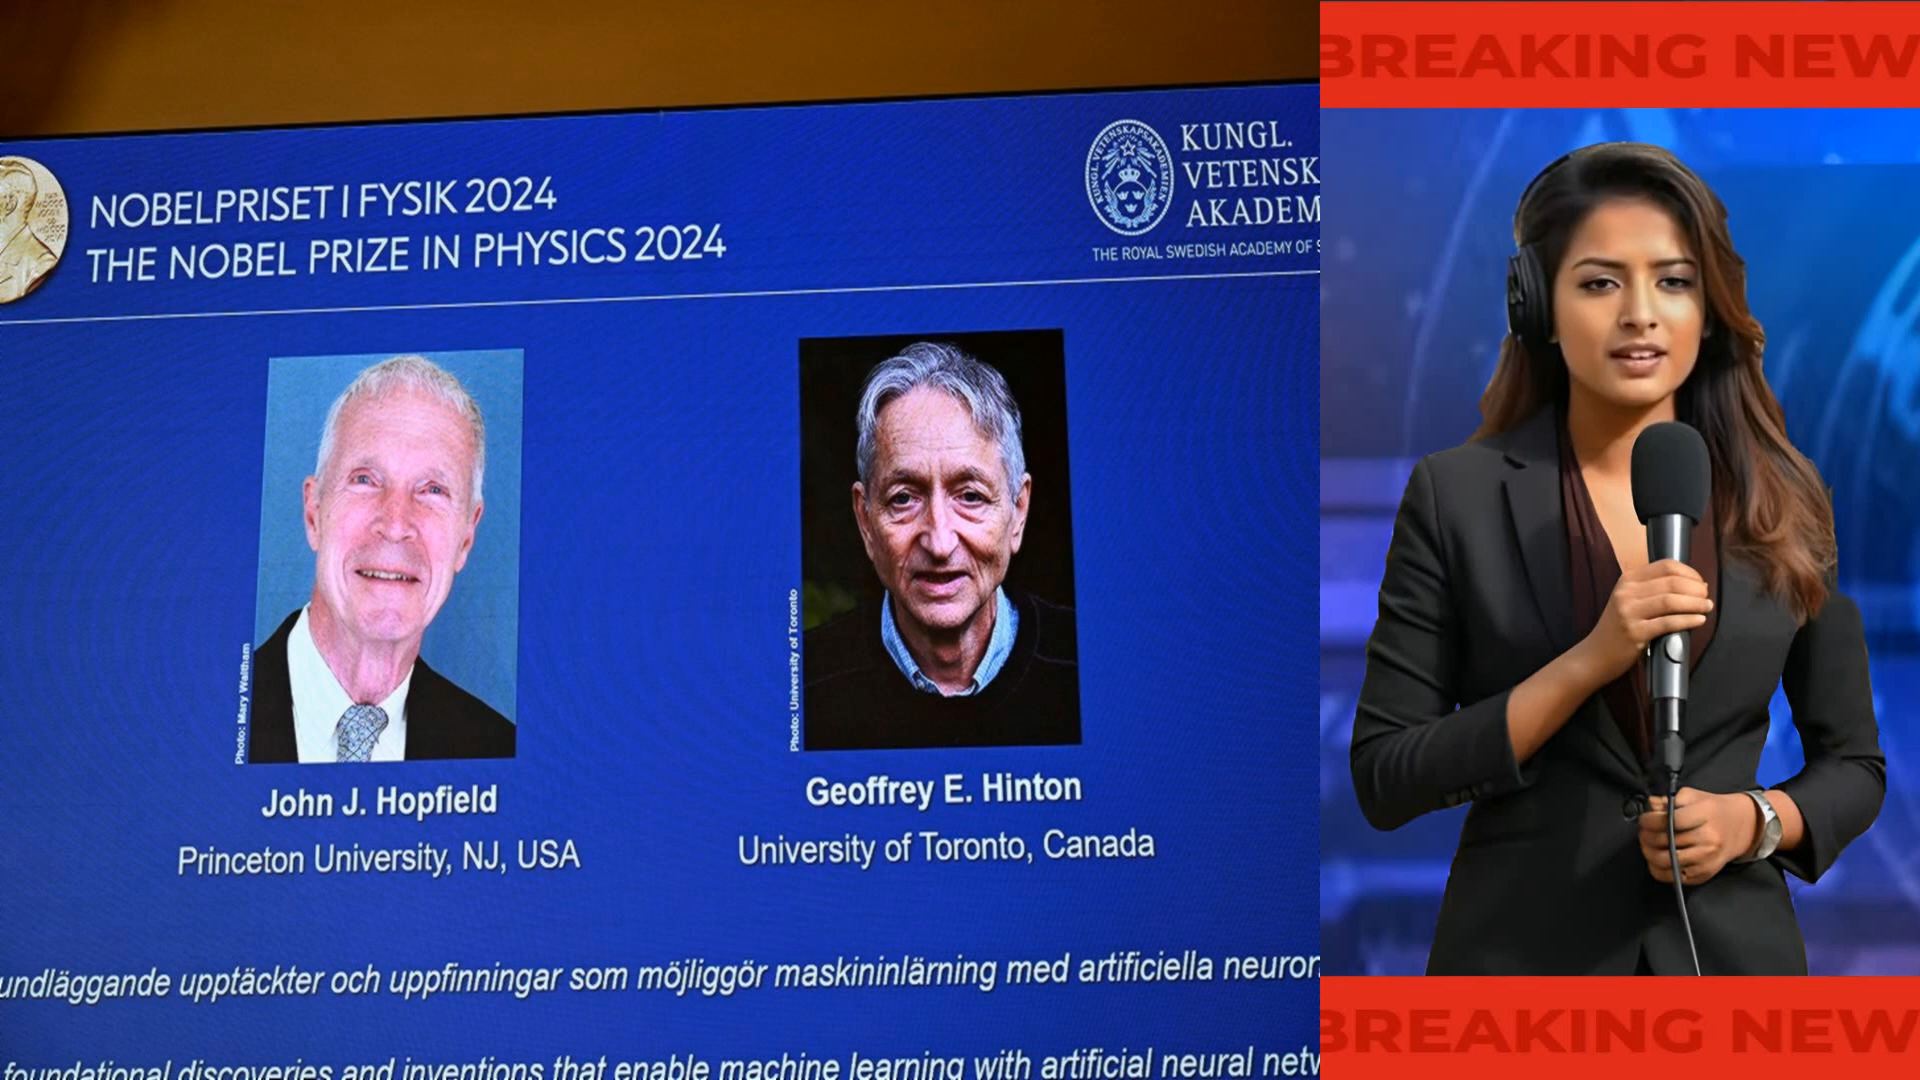 BREAKING NEW
NOBELPRISET I FYSIK 2024
THE NOBEL PRIZE IN PHYSICS 2024
KUNGL.
VETENSK
AKADEM
THE ROYAL SWEDISH ACADEMY OF S
Photo: Mary Waltham
Photo: University of Toronto
John J. Hopfield
Princeton University, NJ, USA
Geoffrey E. Hinton
University of Toronto, Canada
undläggande upptäckter och uppfinningar som möjliggör maskininlärning med artificiella neuron
foundational discoveries and inventions that enable machine learning with artificial neural netw
BREAKING NEW